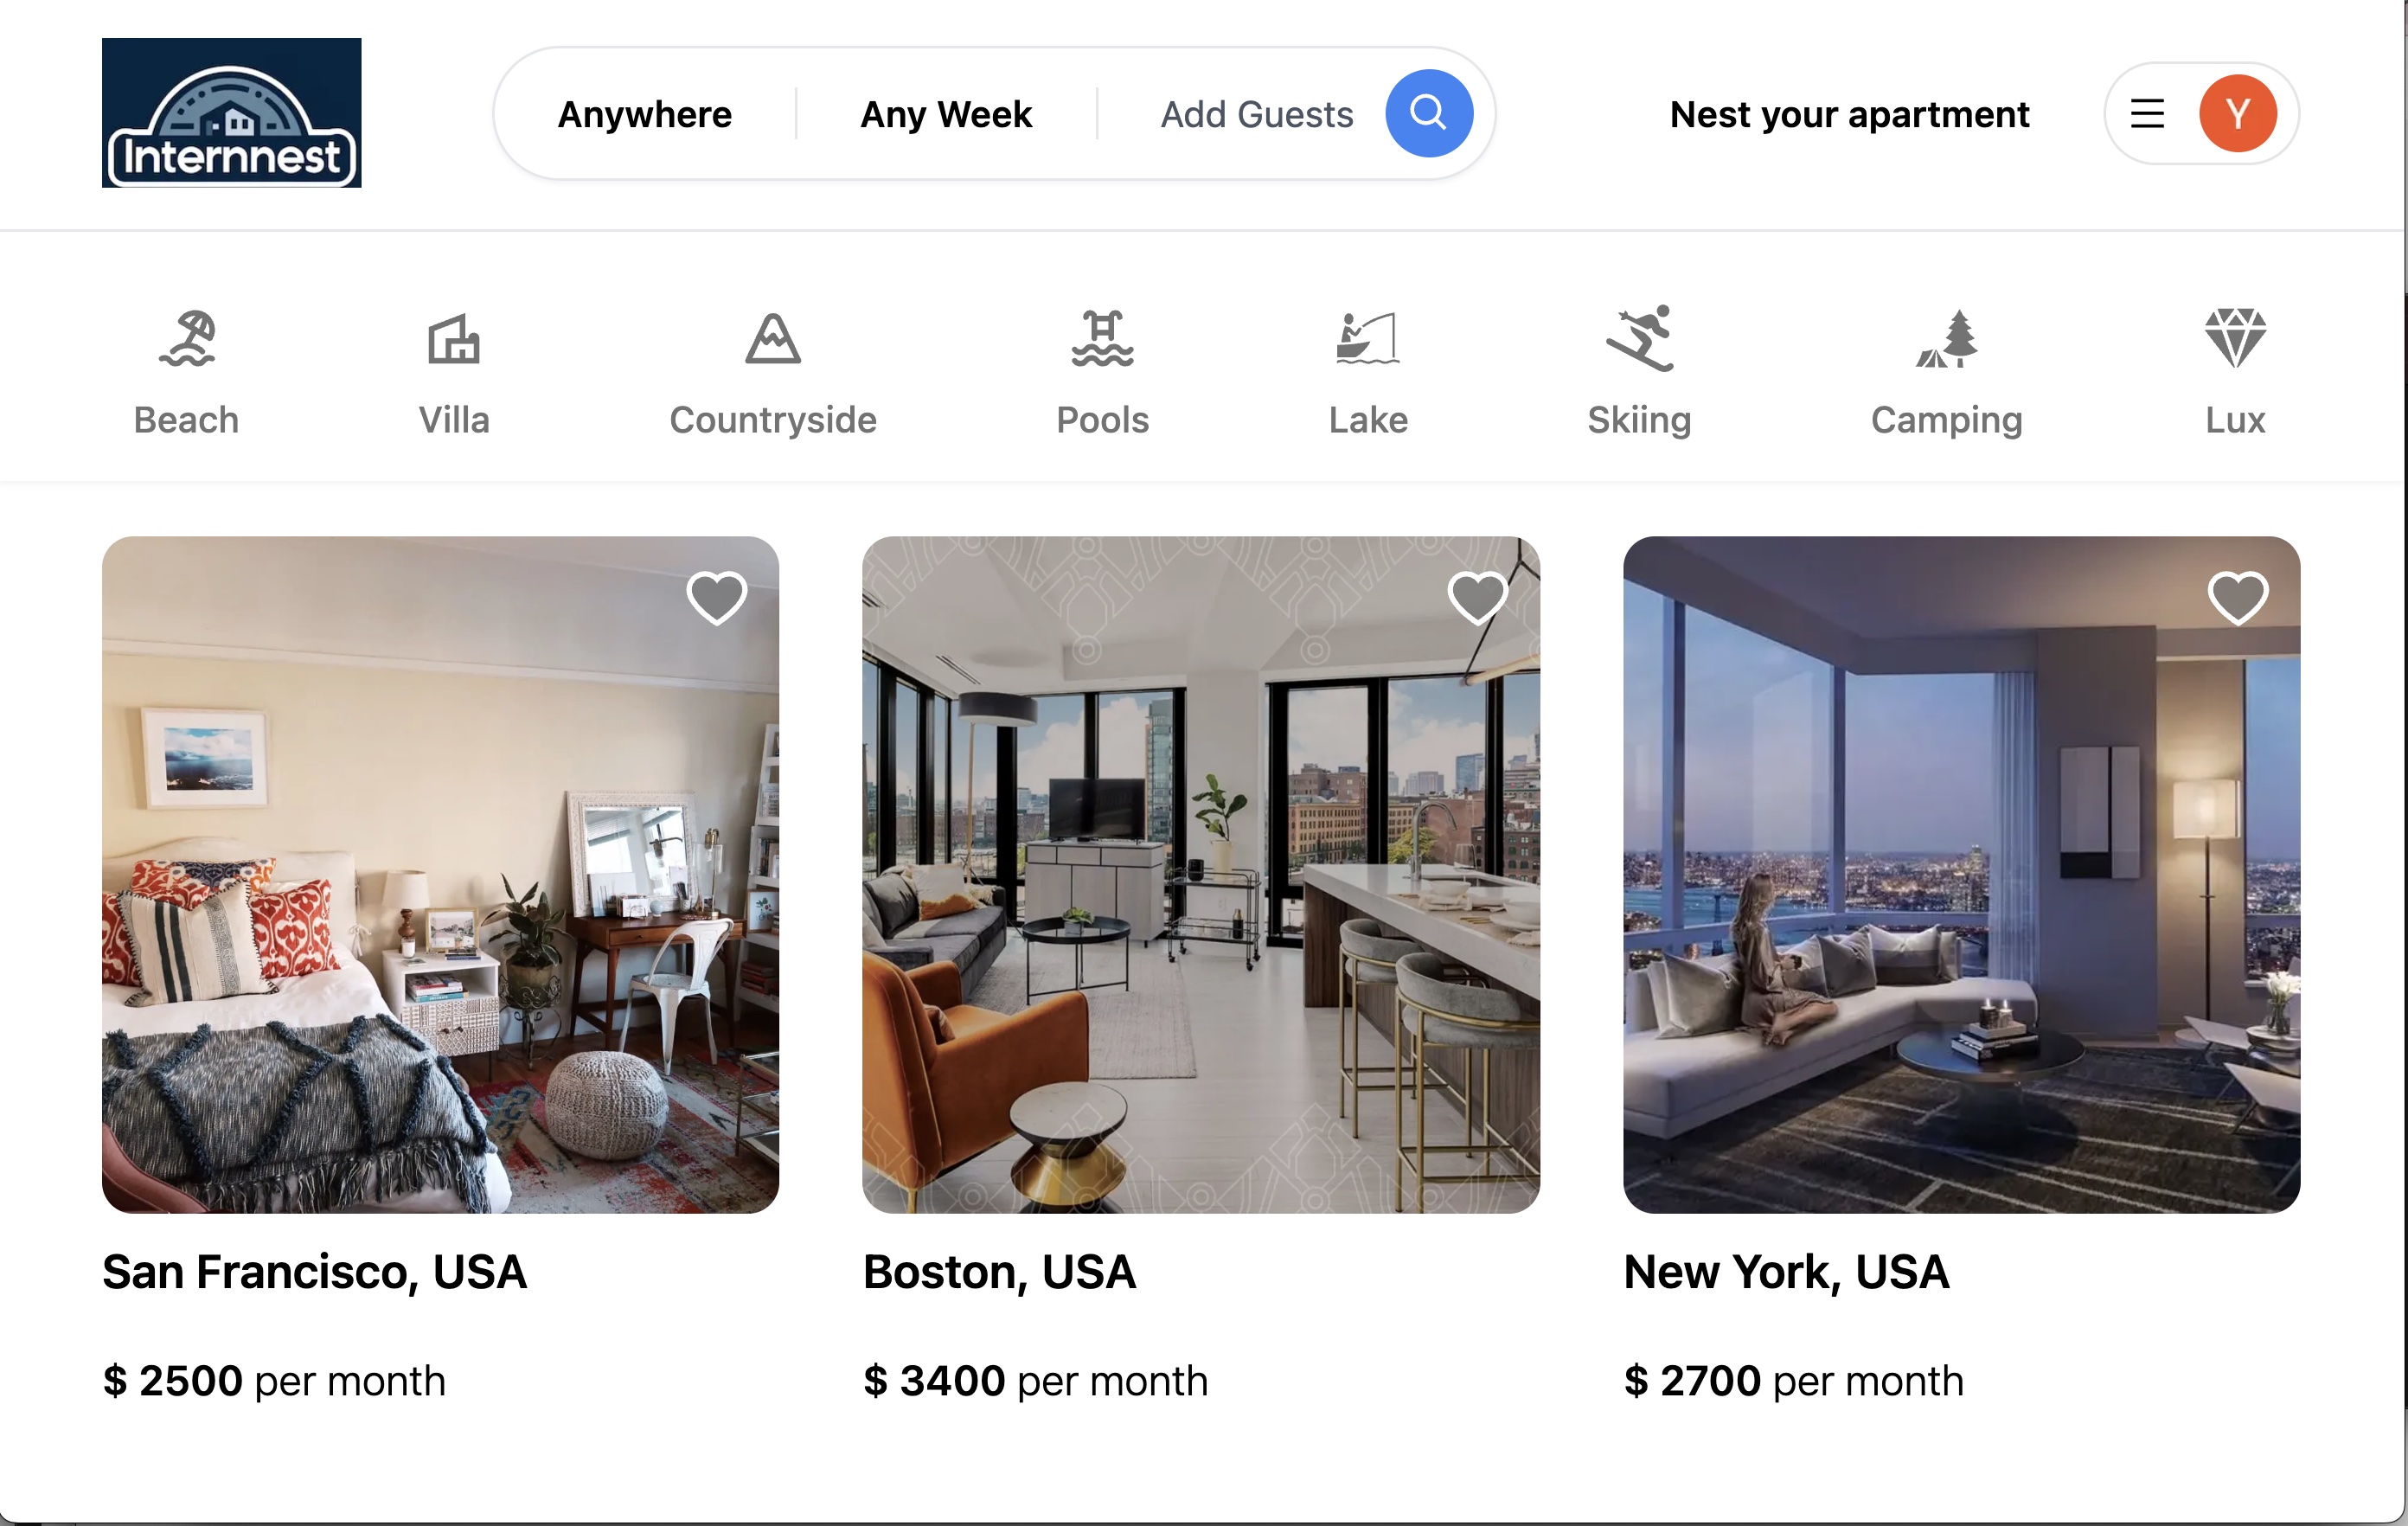 Internnest
Anywhere
Any Week
Add Guests
Nest your apartment
Y
Beach
Villa
Countryside
Pools
Lake
Skiing
Camping
Lux
San Francisco, USA
Boston, USA
New York, USA
$ 2500 per month
$ 3400 per month
$ 2700 per month